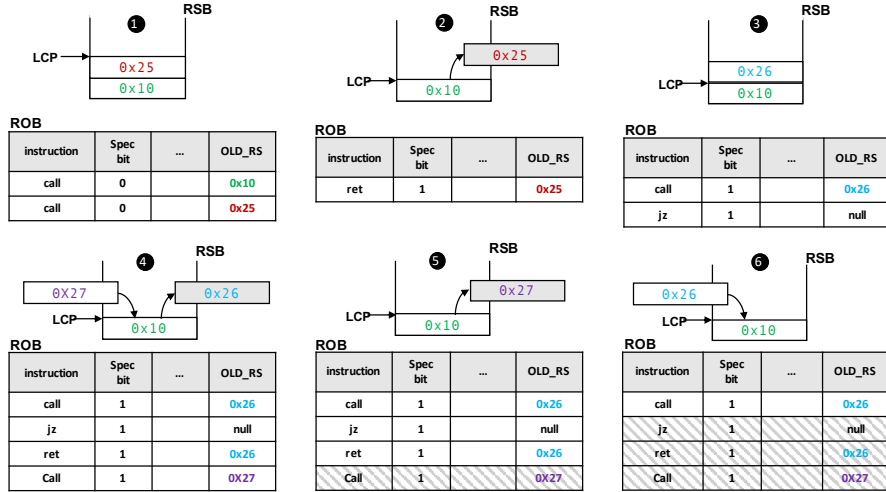 1
RSB
LCP
0x25
0x10
ROB
instruction Spec bit ... OLD_RS
call 0 0x10
call 0 0x25
2
RSB
0x25
LCP
0x10
ROB
instruction Spec bit ... OLD_RS
ret 1 0x25
3
RSB
0x26
LCP
0x10
ROB
instruction Spec bit ... OLD_RS
call 1 0x26
jz 1 null
4
RSB
0X27
0x26
LCP
0x10
ROB
instruction Spec bit ... OLD_RS
call 1 0x26
jz 1 null
ret 1 0x26
Call 1 0X27
5
RSB
0x27
LCP
0x10
ROB
instruction Spec bit ... OLD_RS
call 1 0x26
jz 1 null
ret 1 0x26
Call 1 0X27
6
RSB
0x26
LCP
0x10
ROB
instruction Spec bit ... OLD_RS
call 1 0x26
jz 1 null
ret 1 0x26
Call 1 0X27